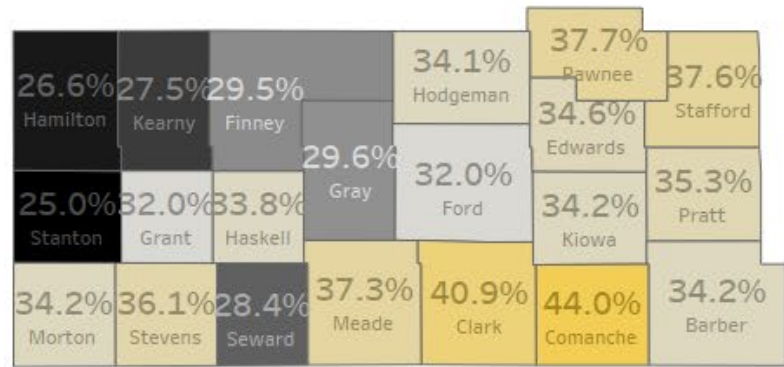 26.6%
Hamilton
27.5%
Kearny
29.5%
Finney
34.1%
Hodgeman
37.7%
Pawnee
37.6%
Stafford
34.6%
Edwards
29.6%
Gray
32.0%
Ford
25.0%
Stanton
32.0%
Grant
33.8%
Haskell
34.2%
Kiowa
35.3%
Pratt
34.2%
Morton
36.1%
Stevens
28.4%
Seward
37.3%
Meade
40.9%
Clark
44.0%
Comanche
34.2%
Barber